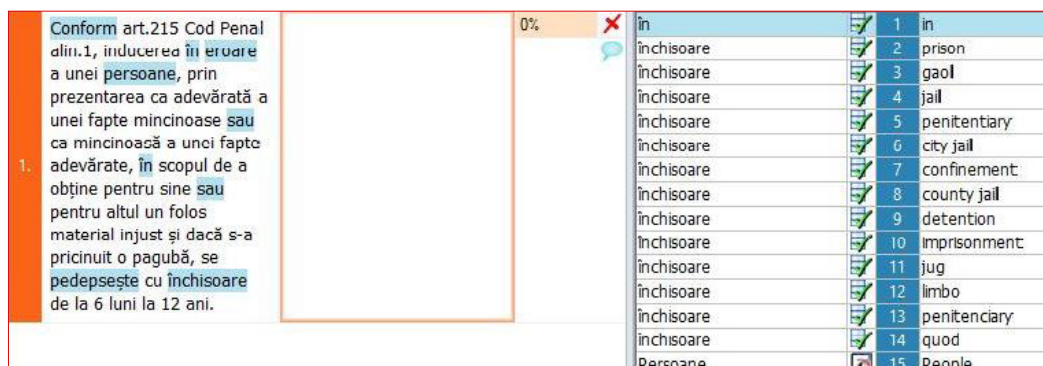 Conform art.215 Cod Penal
alin.1, inducerea în eroare
a unei persoane, prin
prezentarea ca adevărată a
unei fapte mincinoase sau
ca mincinoasă a unei fapte
1. adevărate, în scopul de a
obține pentru sine sau
pentru altul un folos
material injust și dacă s-a
pricinuit o pagubă, se
pedepsește cu închisoare
de la 6 luni la 12 ani.
0%
în 1 in
închisoare 2 prison
închisoare 3 gaol
închisoare 4 jail
închisoare 5 penitentiary
închisoare 6 city jail
închisoare 7 confinement
închisoare 8 county jail
închisoare 9 detention
închisoare 10 imprisonment
închisoare 11 jug
închisoare 12 limbo
închisoare 13 penitenciary
închisoare 14 quod
Persoane 15 People